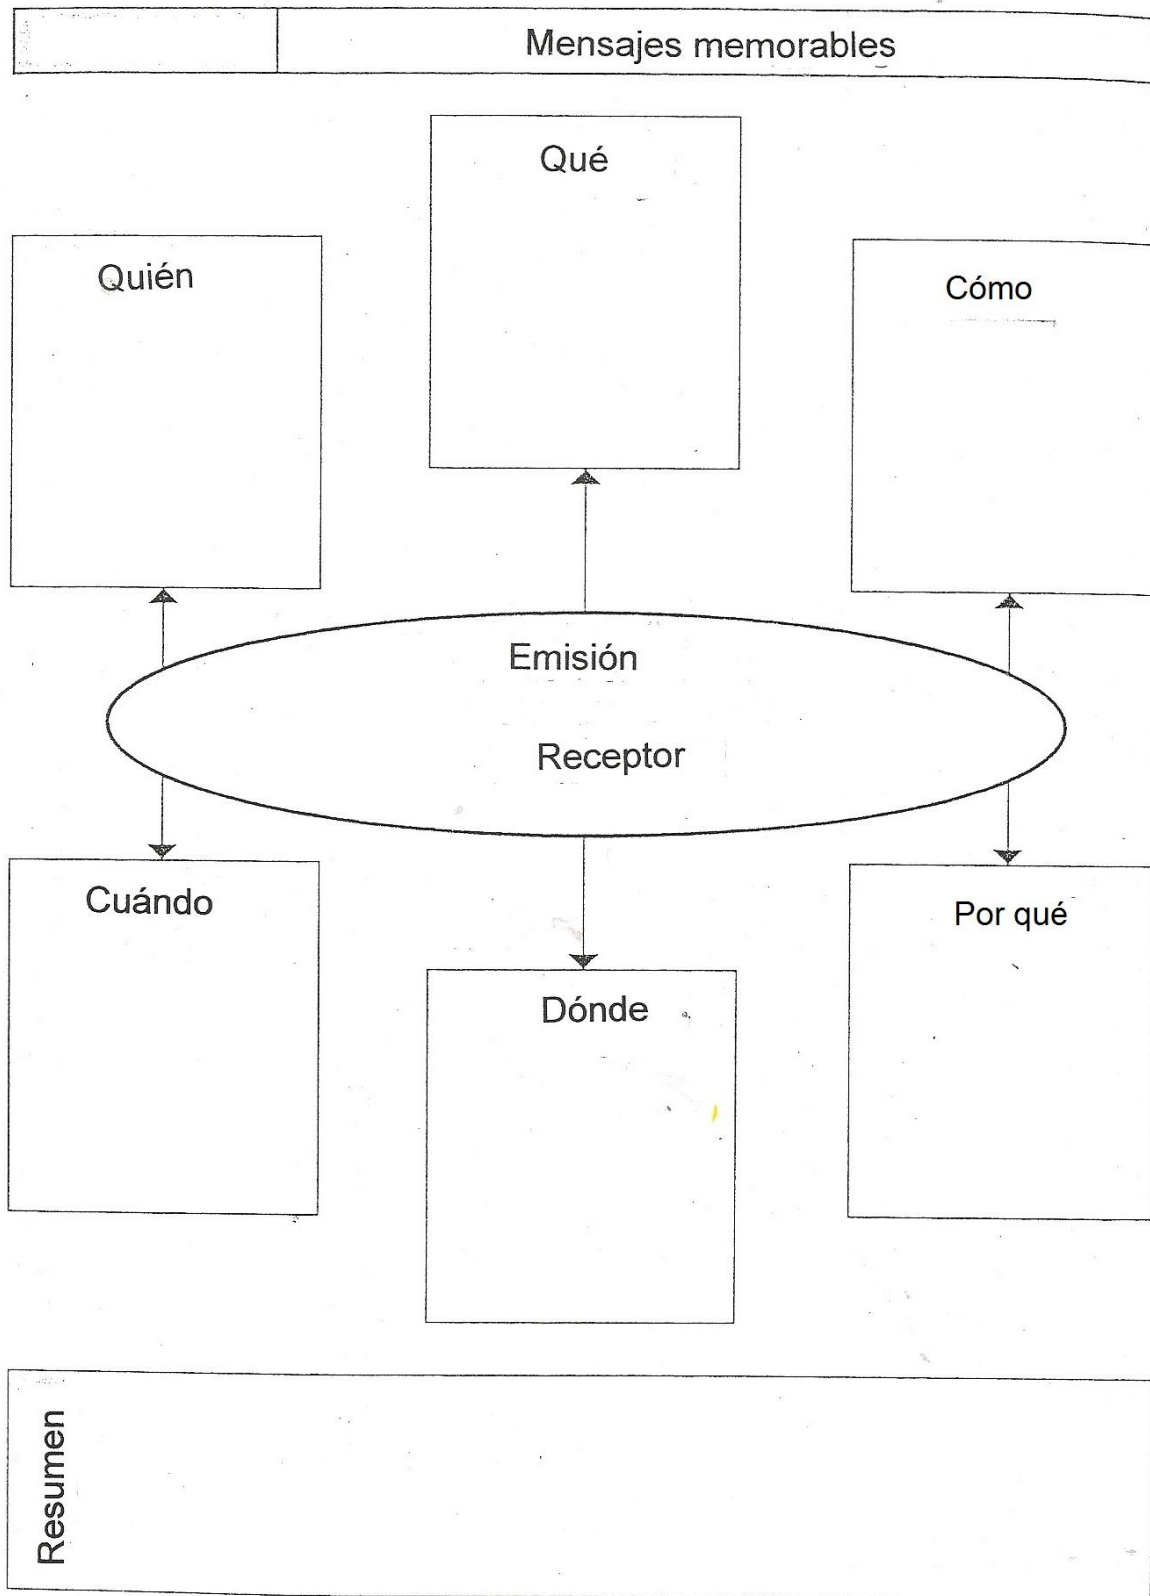 Mensajes memorables
Qué
Quién
Cómo
Emisión
Receptor
Cuándo
Por qué
Dónde
Resumen